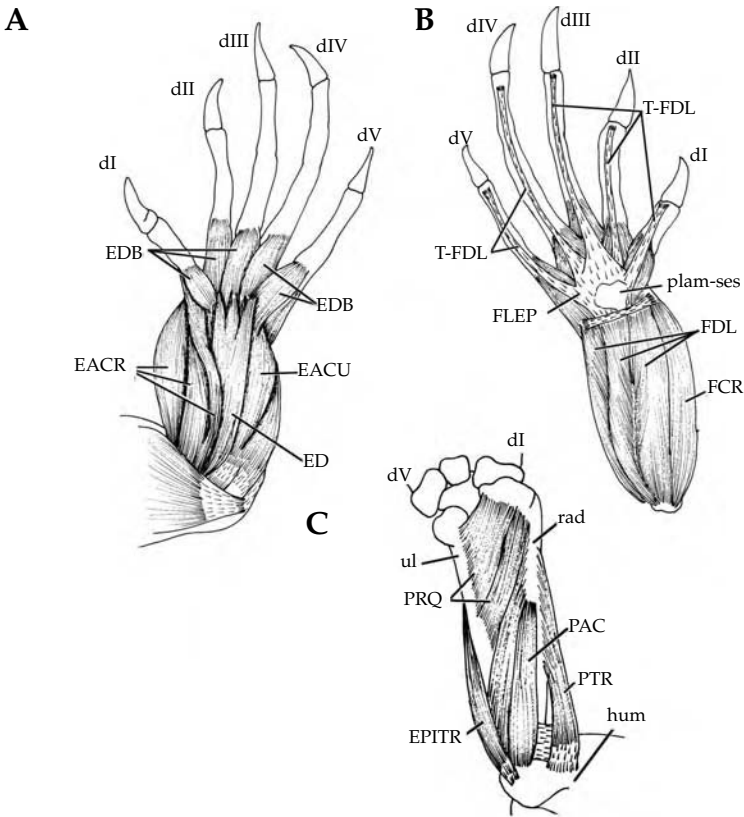 A
dI
dII
dIII
dIV
dV
EDB
EDB
EACR
EACU
ED
B
dIV
dIII
dII
T-FDL
dV
dI
T-FDL
plam-ses
FLEP
FDL
FCR
C
dV
dI
rad
ul
PRQ
PAC
PTR
hum
EPITR